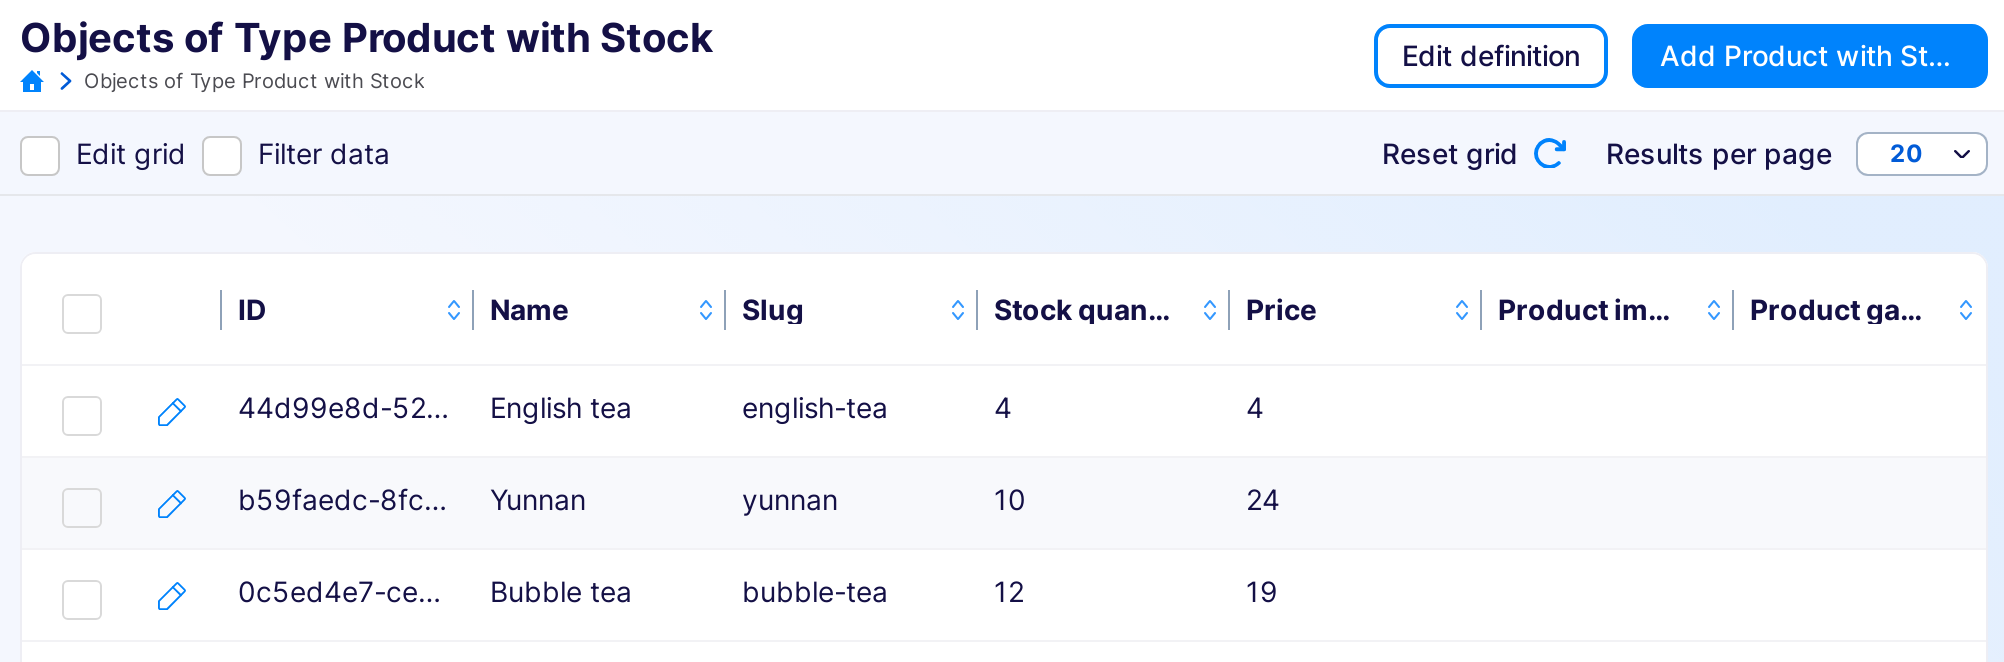 Objects of Type Product with Stock
Edit definition
Add Product with St...
Objects of Type Product with Stock
Edit grid Filter data Reset grid Results per page 20
ID Name Slug Stock quan... Price Product im... Product ga...
44d99e8d-52... English tea english-tea 4 4
b59faedc-8fc... Yunnan yunnan 10 24
0c5ed4e7-ce... Bubble tea bubble-tea 12 19